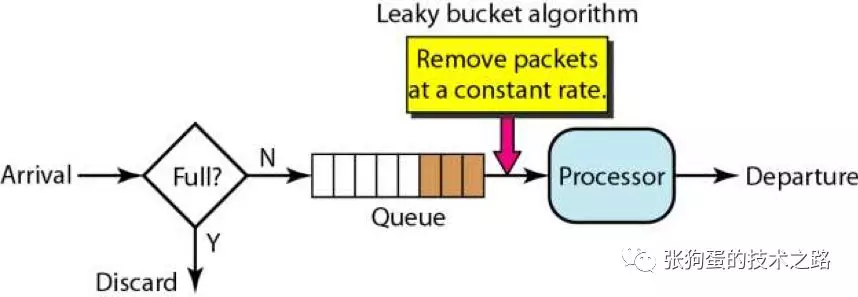 Leaky bucket algorithm
Remove packets
at a constant rate.
Arrival
Full?
N
Y
Discard
Queue
Processor
Departure
张狗蛋的技术之路